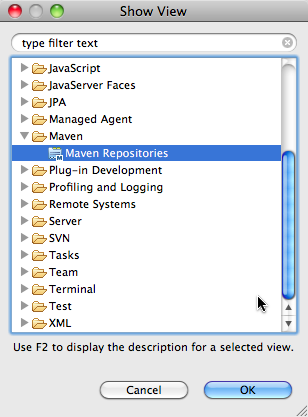 Show View
type filter text
JavaScript
JavaServer Faces
JPA
Managed Agent
Maven
Maven Repositories
Plug-in Development
Profiling and Logging
Remote Systems
Server
SVN
Tasks
Team
Terminal
Test
XML
Use F2 to display the description for a selected view.
Cancel
OK